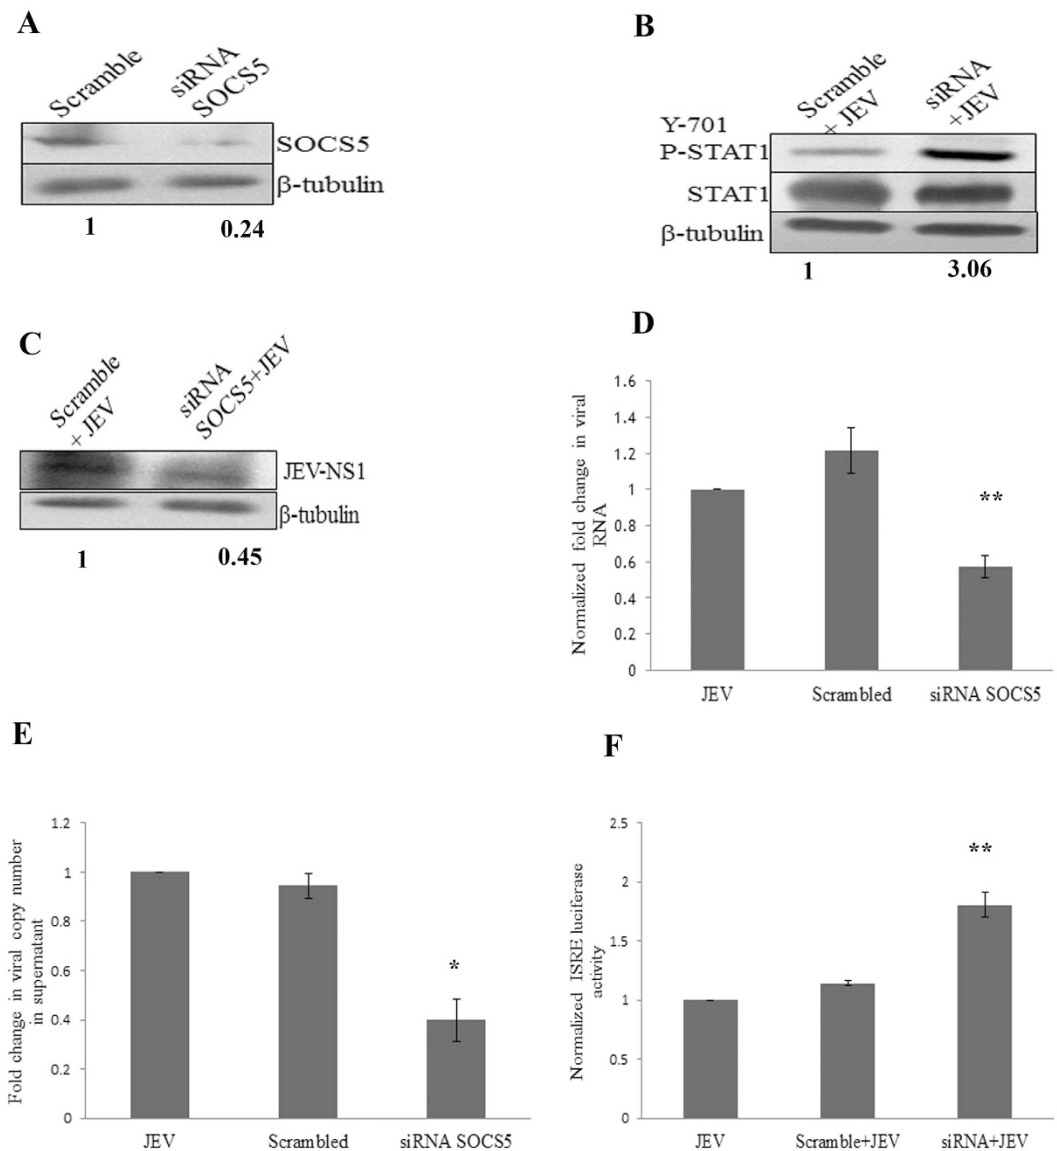 A
Scramble
siRNA
SOCS5
SOCS5
β-tubulin
1 0.24
B
Scramble
+ JEV
siRNA
+JEV
Y-701
P-STAT1
STAT1
β-tubulin
1 3.06
C
Scramble
+ JEV
siRNA
SOCS5+JEV
JEV-NS1
β-tubulin
1 0.45
D
Normalized fold change in viral
RNA
1.6
1.4
1.2
1
0.8
0.6
0.4
0.2
0
**
JEV Scrambled siRNA SOCS5
E
Fold change in viral copy number
in supernatant
1.2
1
0.8
0.6
0.4
0.2
0
*
JEV Scrambled siRNA SOCS5
F
Normalized ISRE luciferase
activity
2.5
2
1.5
1
0.5
0
**
JEV Scramble+JEV siRNA+JEV